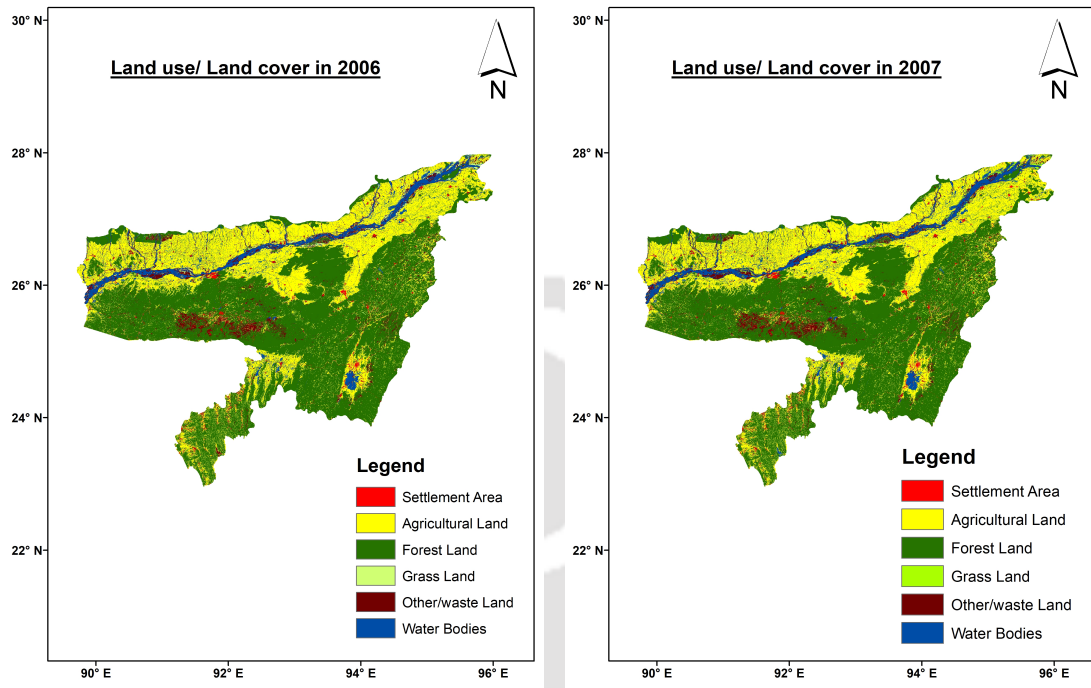 Land use/ Land cover in 2006
N
30° N
28° N
26° N
24° N
22° N
90° E
92° E
94° E
96° E
Legend
Settlement Area
Agricultural Land
Forest Land
Grass Land
Other/waste Land
Water Bodies
Land use/ Land cover in 2007
N
30° N
28° N
26° N
24° N
22° N
90° E
92° E
94° E
96° E
Legend
Settlement Area
Agricultural Land
Forest Land
Grass Land
Other/waste Land
Water Bodies